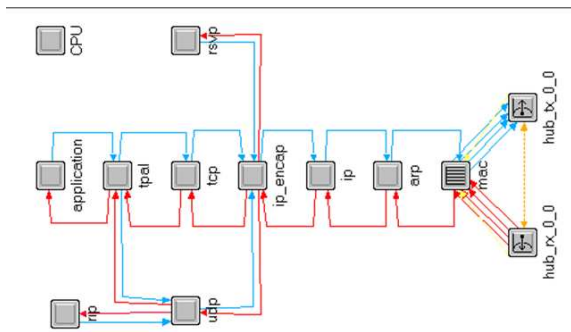 CPU
rsvp
application
tpal
tcp
ip_encap
ip
arp
mac
hub_tx_0_0
hub_rx_0_0
rip
udp